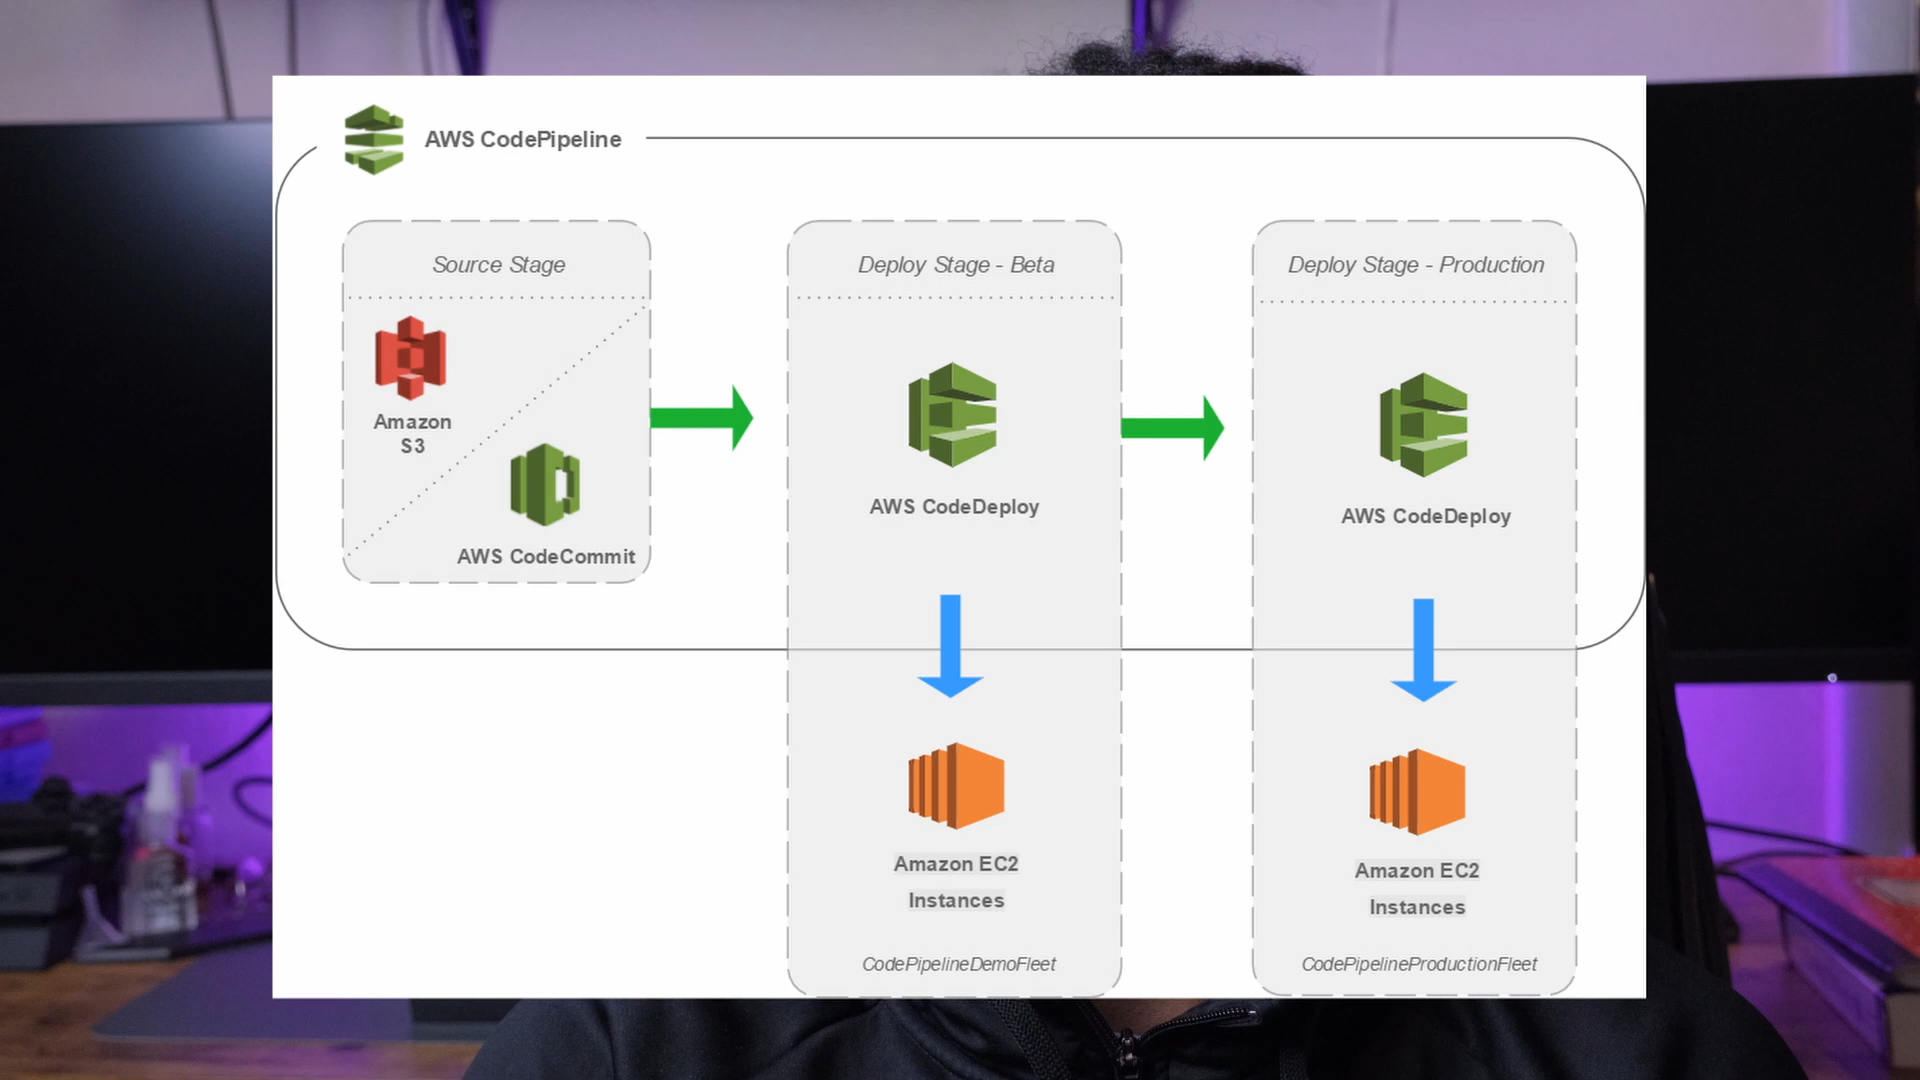 AWS CodePipeline
Source Stage
Amazon
S3
AWS CodeCommit
Deploy Stage - Beta
AWS CodeDeploy
Amazon EC2
Instances
CodePipelineDemoFleet
Deploy Stage - Production
AWS CodeDeploy
Amazon EC2
Instances
CodePipelineProductionFleet